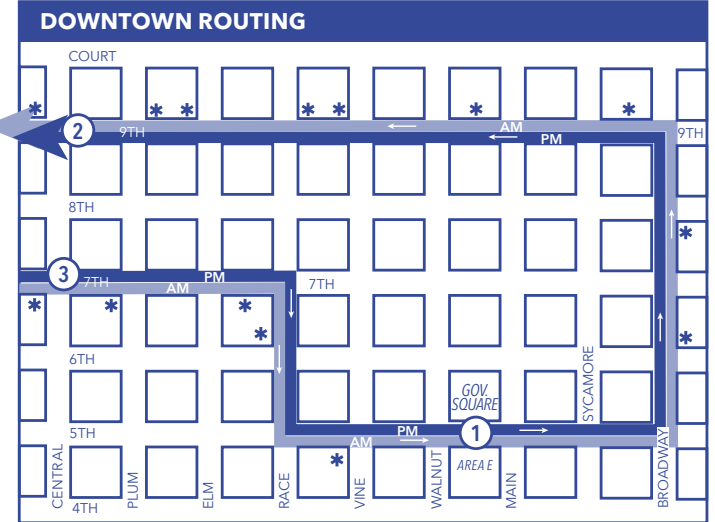 DOWNTOWN ROUTING
COURT
* * * * * * *
2
9TH
AM
PM
9TH
8TH
*
3
7TH
PM
AM
7TH
* * * *
*
*
6TH
GOV.
SQUARE
SYCAMORE
5TH
PM
AM
1
*
AREA E
CENTRAL
PLUM
ELM
RACE
VINE
WALNUT
MAIN
BROADWAY
4TH